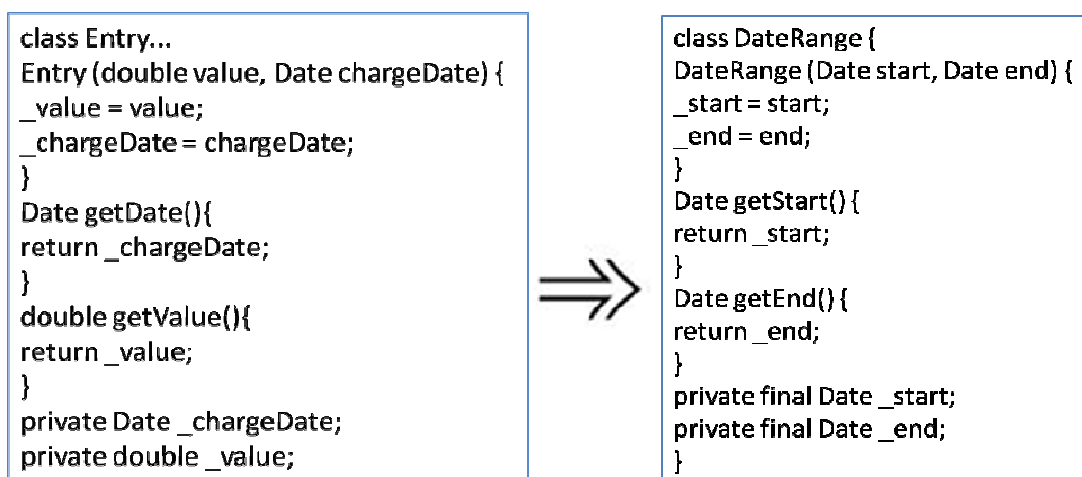 class Entry...
Entry (double value, Date chargeDate) {
_value = value;
_chargeDate = chargeDate;
}
Date getDate(){
return _chargeDate;
}
double getValue(){
return _value;
}
private Date _chargeDate;
private double _value;
class DateRange {
DateRange (Date start, Date end) {
_start = start;
_end = end;
}
Date getStart() {
return _start;
}
Date getEnd() {
return _end;
}
private final Date _start;
private final Date _end;
}